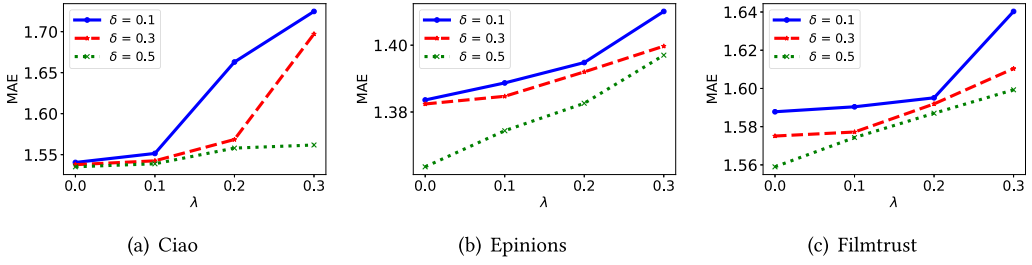 MAE
1.70
1.65
1.60
1.55
δ = 0.1
δ = 0.3
δ = 0.5
0.0 0.1 0.2 0.3
λ
(a) Ciao
MAE
1.40
1.38
δ = 0.1
δ = 0.3
δ = 0.5
0.0 0.1 0.2 0.3
λ
(b) Epinions
MAE
1.64
1.62
1.60
1.58
1.56
δ = 0.1
δ = 0.3
δ = 0.5
0.0 0.1 0.2 0.3
λ
(c) Filmtrust